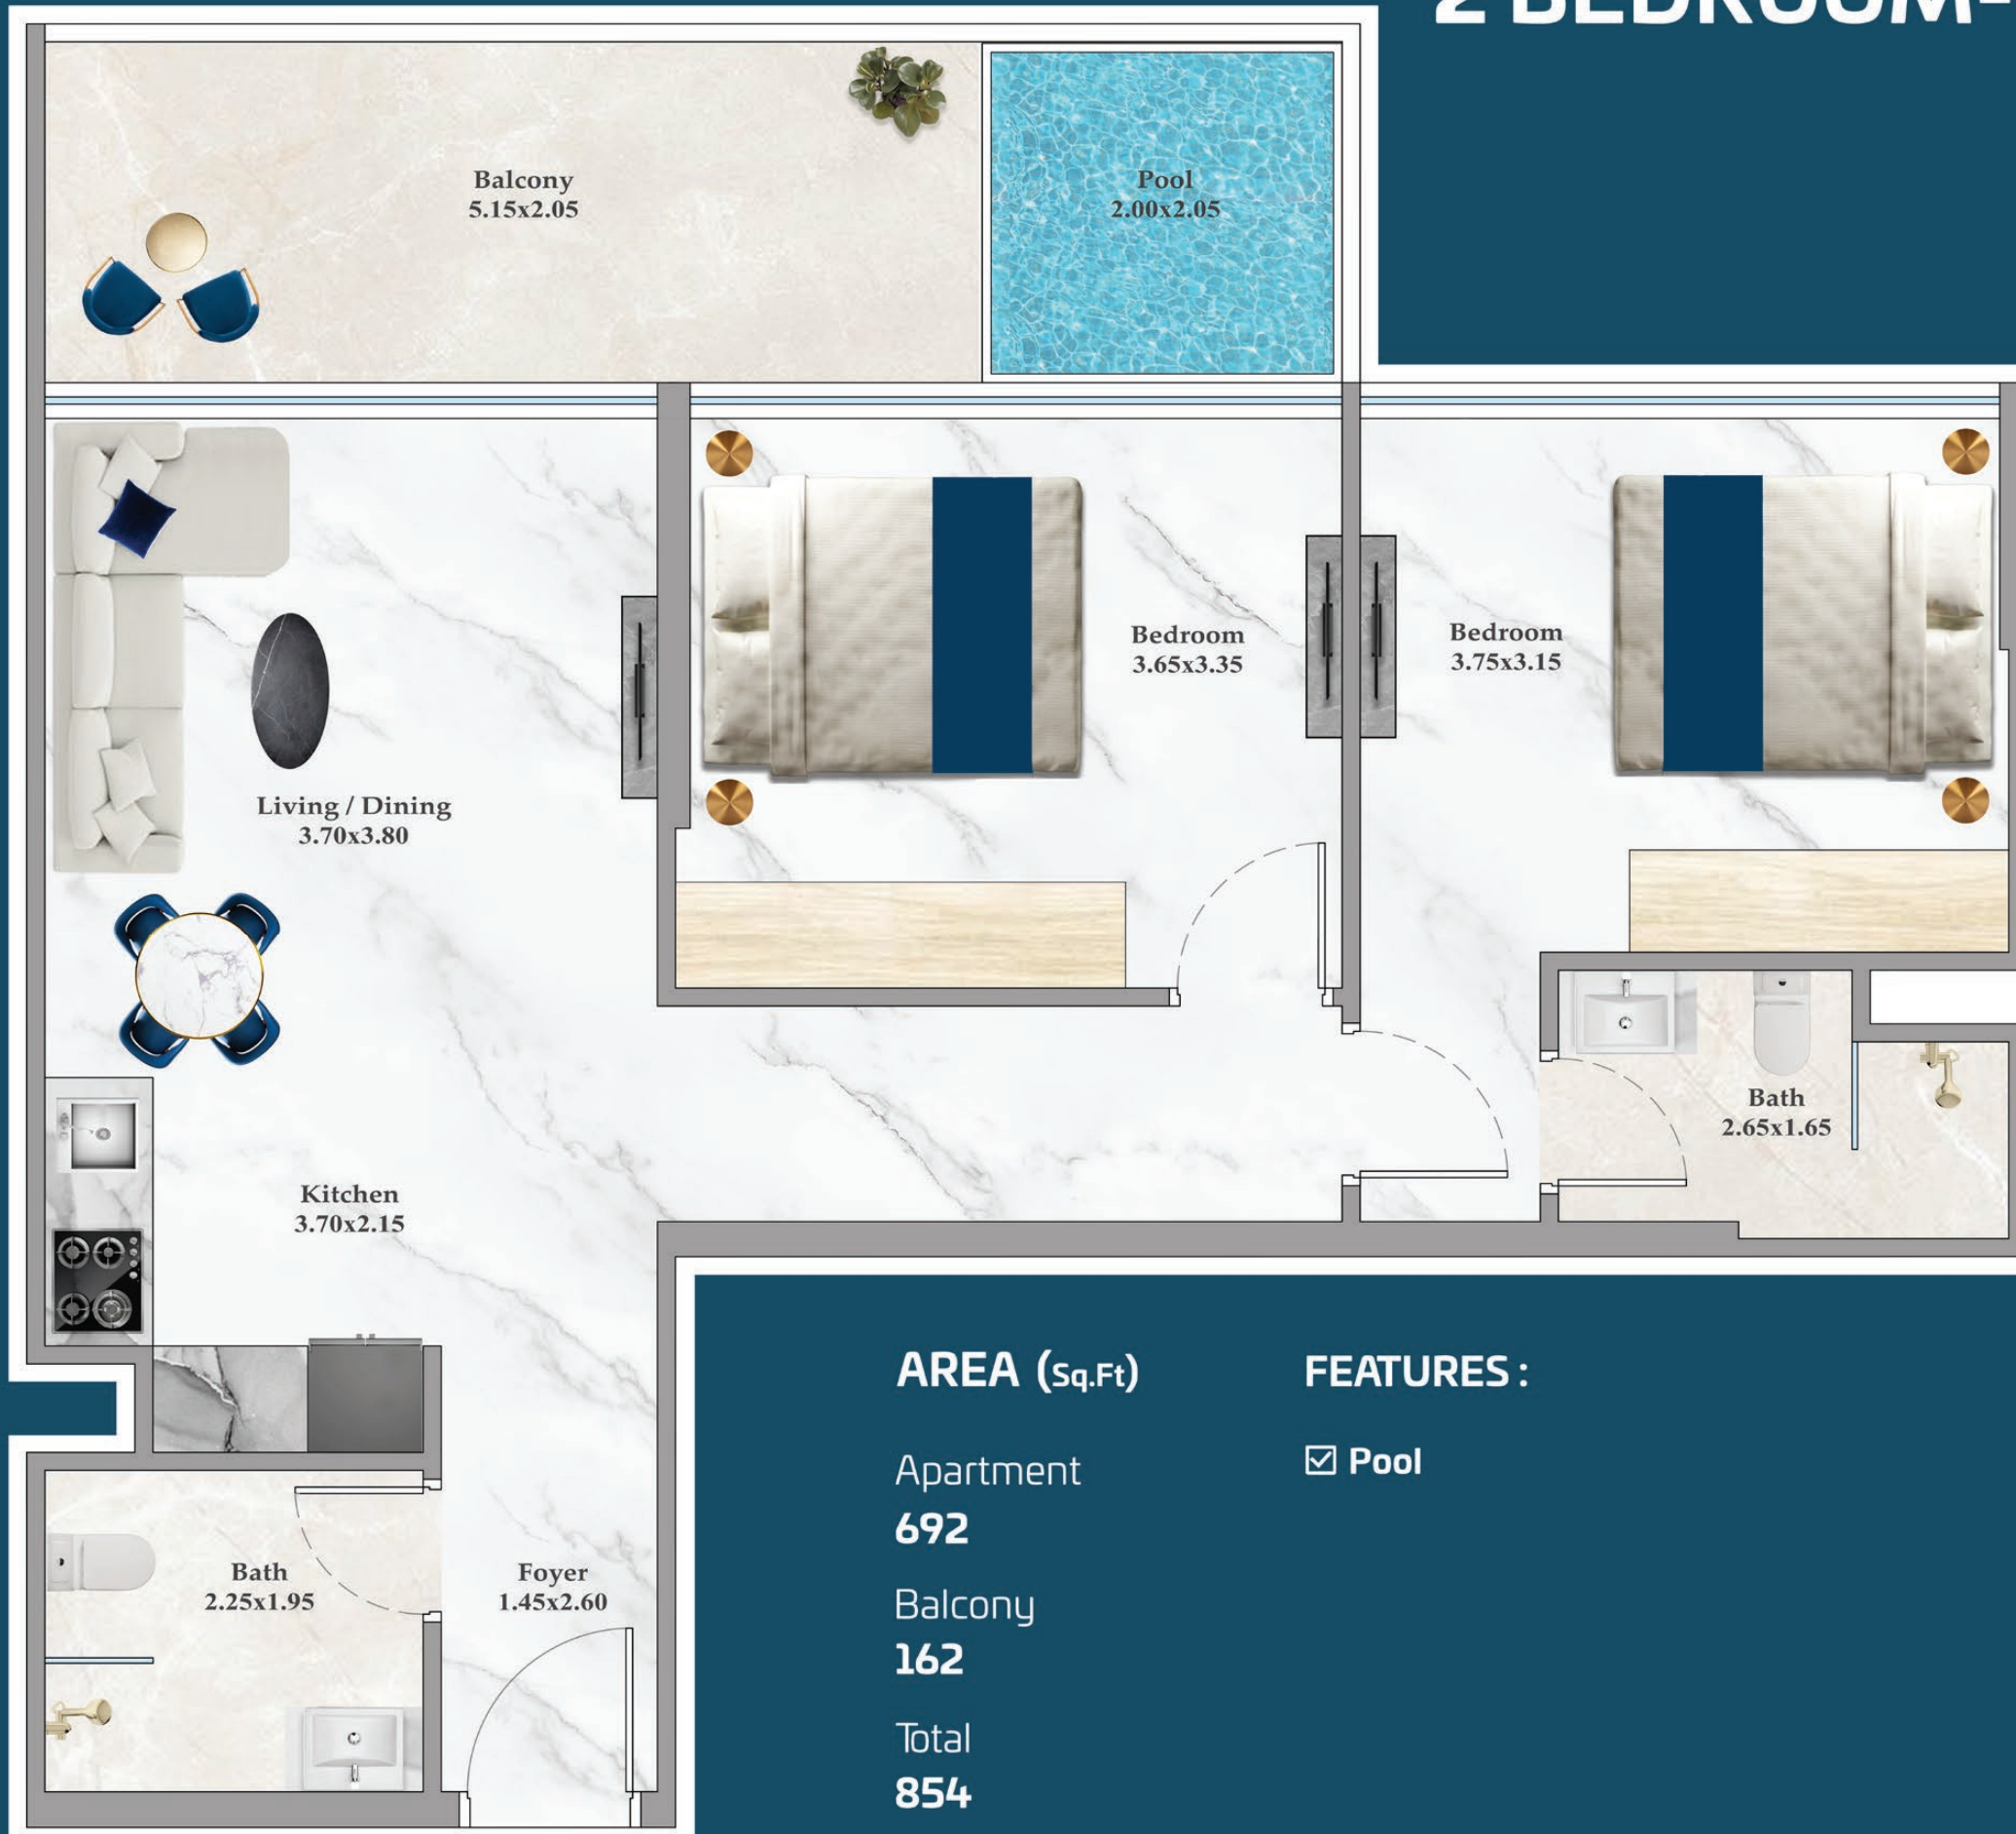 2 BEDROOM-
Balcony
5.15x2.05
Pool
2.00x2.05
Bedroom
3.65x3.35
Bedroom
3.75x3.15
Living / Dining
3.70x3.80
Bath
2.65x1.65
Kitchen
3.70x2.15
Bath
2.25x1.95
Foyer
1.45x2.60
AREA (Sq.Ft)
Apartment
692
Balcony
162
Total
854
FEATURES :
☑ Pool